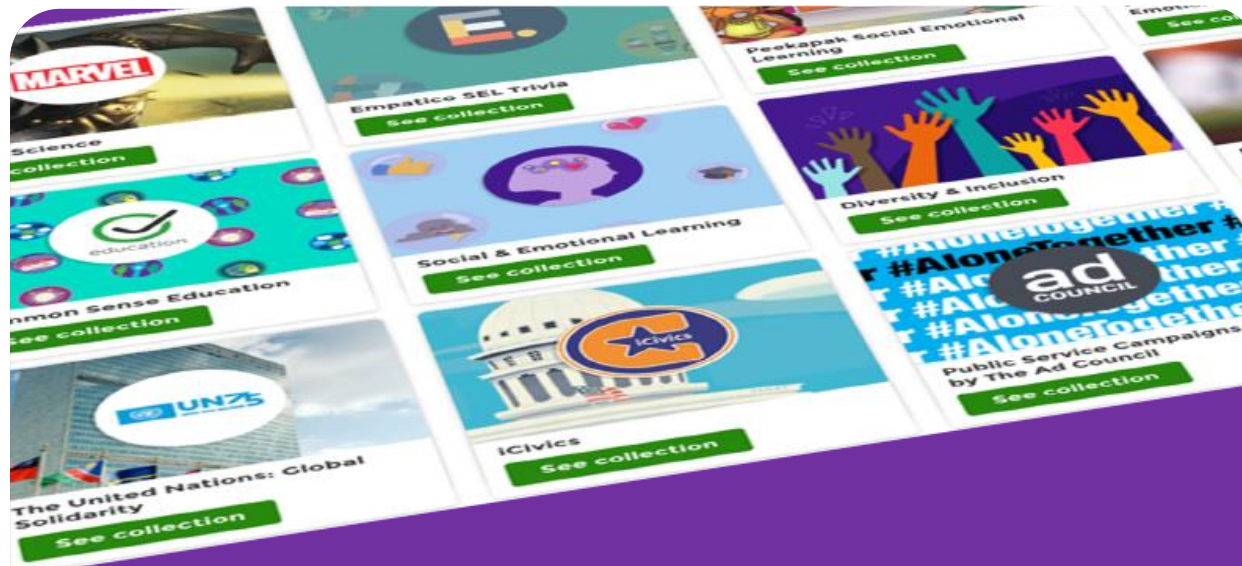 MARVEL
Science
collection
E.
Empatico SEL Trivia
See collection
Peekapak Social Emotional
Learning
See collection
education
mmon Sense Education
See collection
Social & Emotional Learning
See collection
Diversity & Inclusion
See collection
UN75
The United Nations: Global
Solidarity
See collection
iCivics
iCivics
See collection
#AloneTogether
ad
COUNCIL
Public Service Campaigns
by The Ad Council
See collection